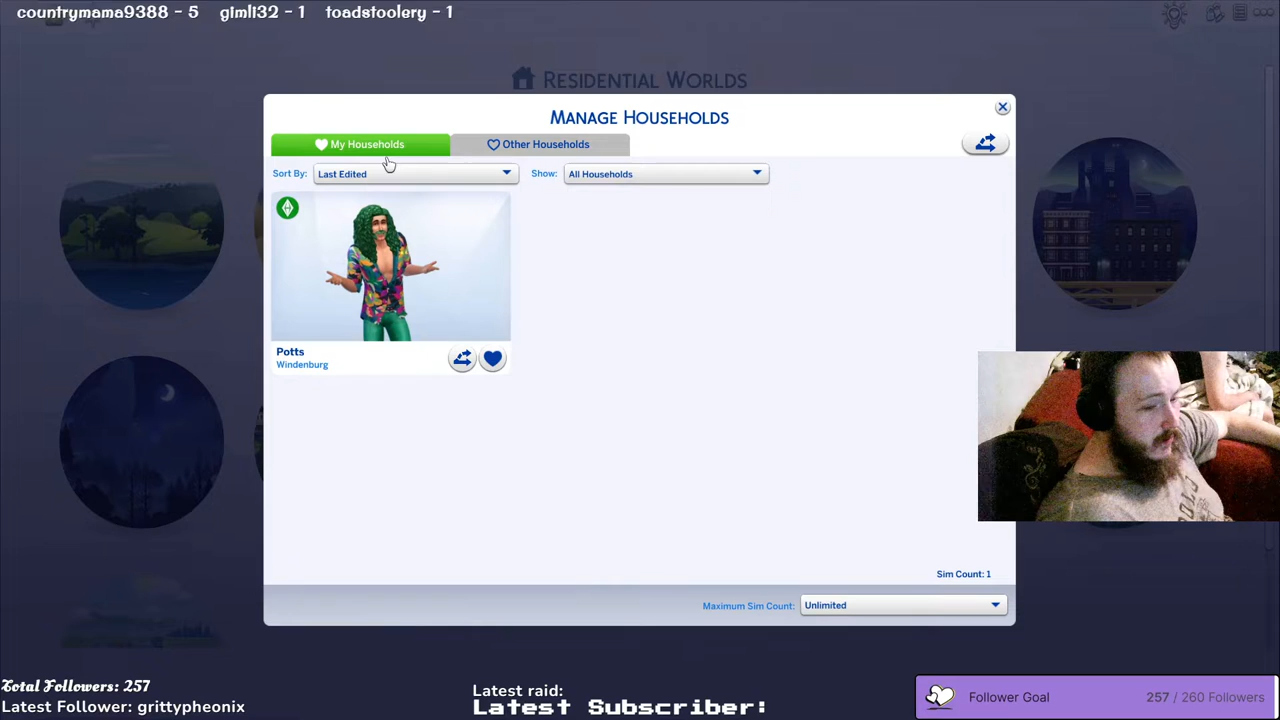 countrymama9388 - 5 gimli32 - 1 toadstoolery - 1
RESIDENTIAL WORLDS
MANAGE HOUSEHOLDS
My Households Other Households
Sort By: Last Edited Show: All Households
Potts
Windenburg
Sim Count: 1
Maximum Sim Count: Unlimited
Total Followers: 257
Latest Follower: grittypheonix
Latest raid:
Latest Subscriber:
Follower Goal 257 / 260 Followers